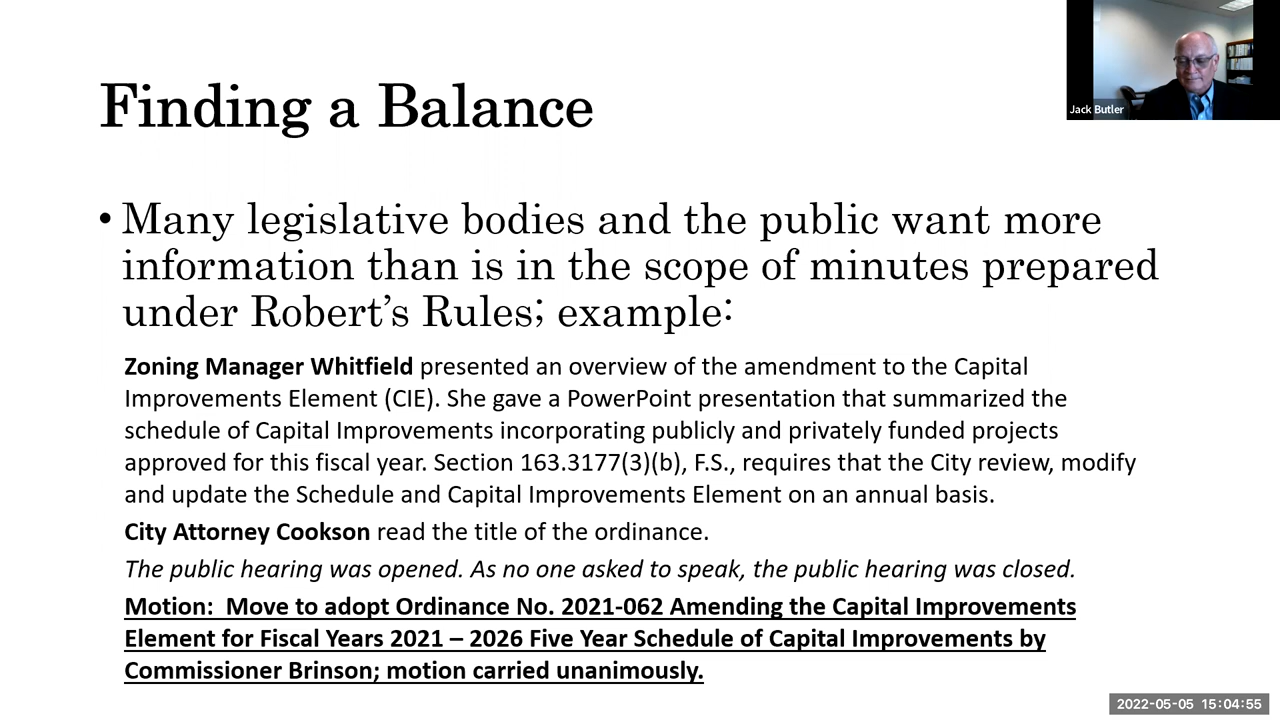 Finding a Balance
Jack Butler
• Many legislative bodies and the public want more
information than is in the scope of minutes prepared
under Robert’s Rules; example:
Zoning Manager Whitfield presented an overview of the amendment to the Capital
Improvements Element (CIE). She gave a PowerPoint presentation that summarized the
schedule of Capital Improvements incorporating publicly and privately funded projects
approved for this fiscal year. Section 163.3177(3)(b), F.S., requires that the City review, modify
and update the Schedule and Capital Improvements Element on an annual basis.
City Attorney Cookson read the title of the ordinance.
The public hearing was opened. As no one asked to speak, the public hearing was closed.
Motion:  Move to adopt Ordinance No. 2021-062 Amending the Capital Improvements
Element for Fiscal Years 2021 – 2026 Five Year Schedule of Capital Improvements by
Commissioner Brinson; motion carried unanimously.
2022-05-05 15:04:55